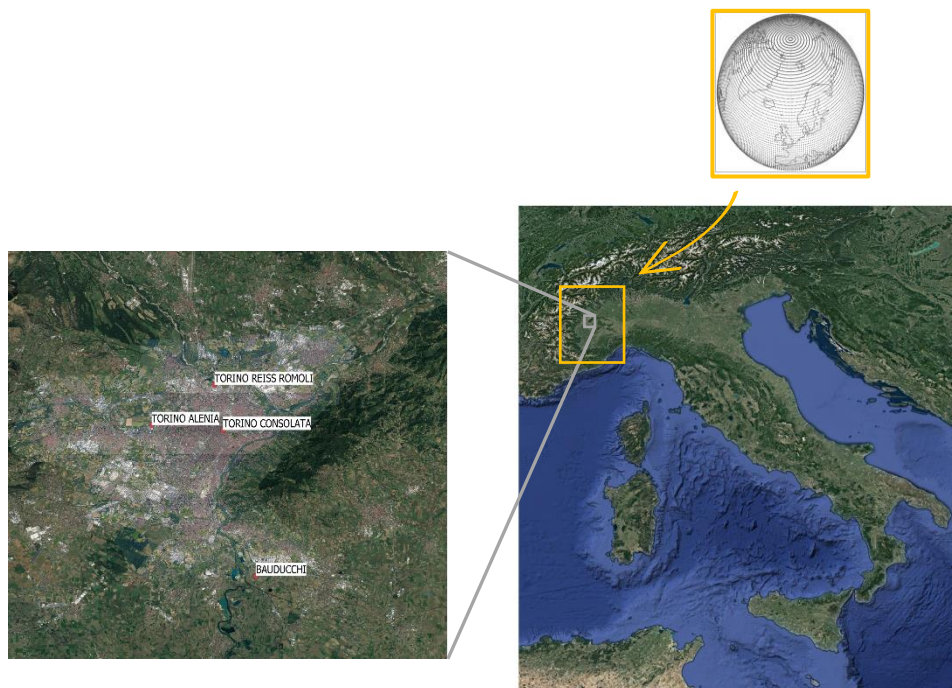 TORINO REISS ROMOLI
TORINO ALENIA
TORINO CONSOLATA
BAUDUCCHI